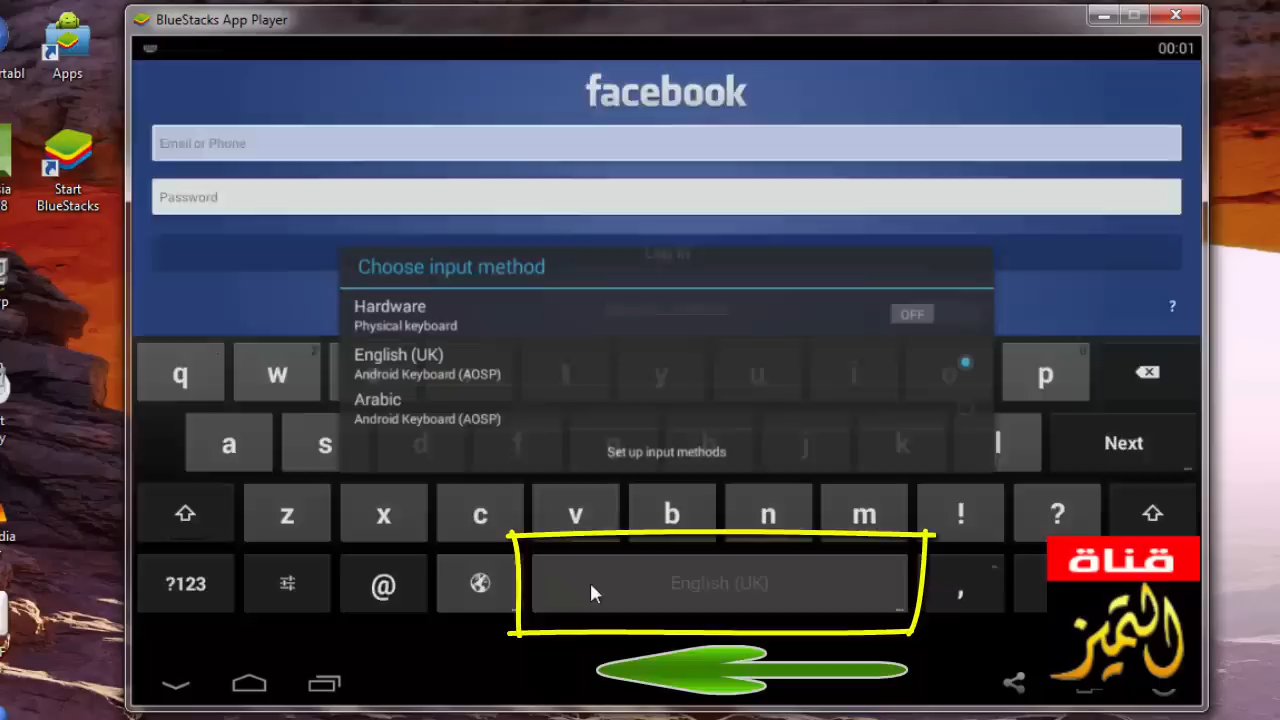 BlueStacks App Player
Apps
Start
BlueStacks
00:01
facebook
Email or Phone
Password
Log In
Choose input method
Hardware
Physical keyboard
OFF
English (UK)
Android Keyboard (AOSP)
Arabic
Android Keyboard (AOSP)
Set up input methods
?
q w t y u i o p
a s d f g h j k l Next
z x c v b n m ! ?
?123 @ English (UK) ,
قناة
التميز